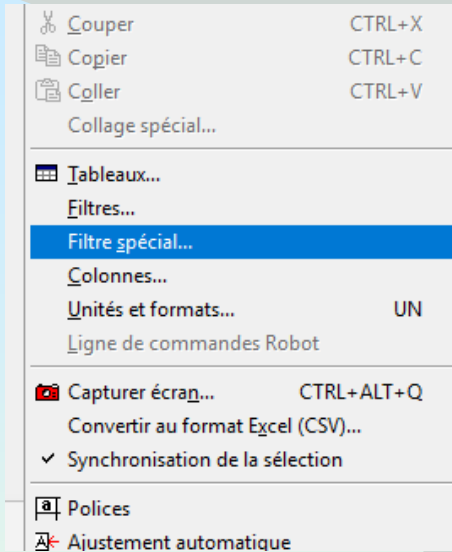 Couper CTRL+X
Copier CTRL+C
Coller CTRL+V
Collage spécial...
Tableaux...
Filtres...
Filtre spécial...
Colonnes...
Unités et formats... UN
Ligne de commandes Robot
Capturer écran... CTRL+ALT+Q
Convertir au format Excel (CSV)...
Synchronisation de la sélection
a Polices
A Ajustement automatique